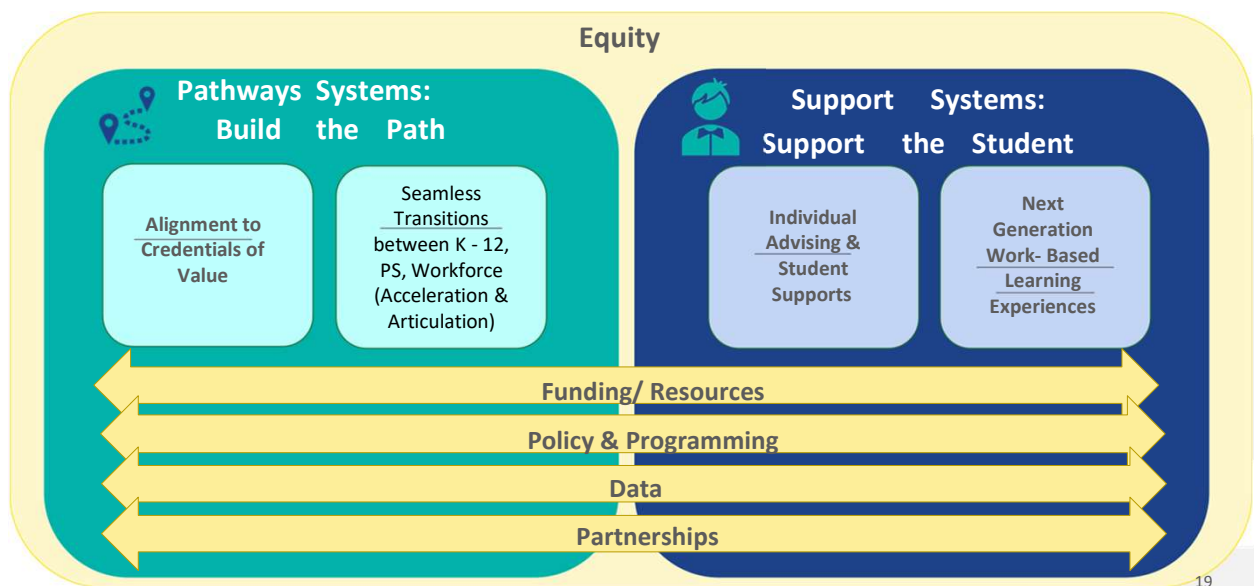 Equity
Pathways Systems:
Build the Path
Alignment to
Credentials of
Value
Seamless
Transitions
between K - 12,
PS, Workforce
(Acceleration &
Articulation)
Support Systems:
Support the Student
Individual
Advising &
Student
Supports
Next
Generation
Work- Based
Learning
Experiences
Funding/ Resources
Policy & Programming
Data
Partnerships
19